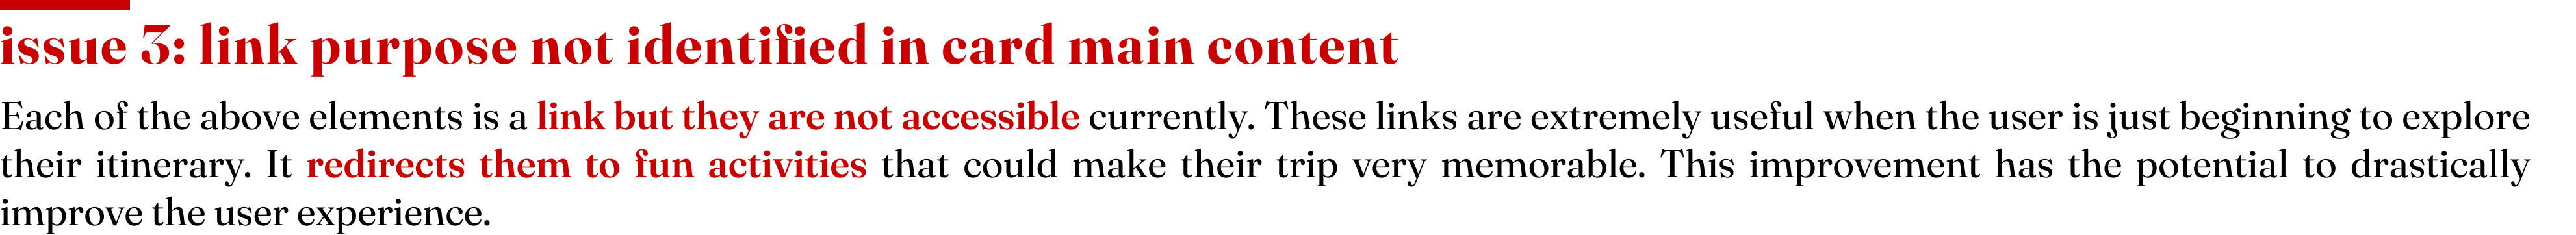 issue 3: link purpose not identified in card main content
Each of the above elements is a link but they are not accessible currently. These links are extremely useful when the user is just beginning to explore
their itinerary. It redirects them to fun activities that could make their trip very memorable. This improvement has the potential to drastically
improve the user experience.